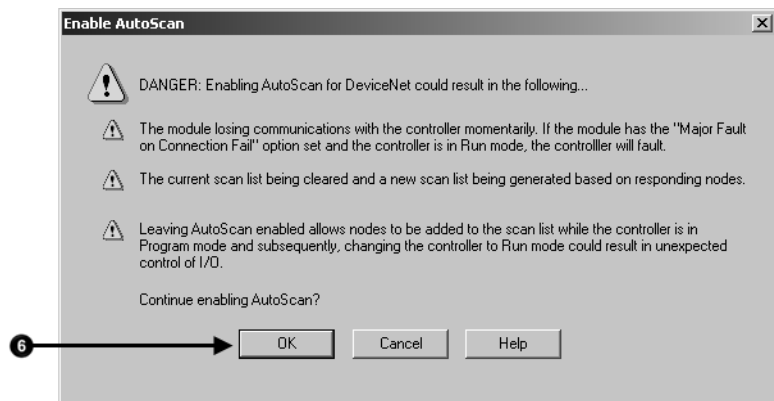 Enable AutoScan
DANGER: Enabling AutoScan for DeviceNet could result in the following...
The module losing communications with the controller momentarily. If the module has the "Major Fault
on Connection Fail" option set and the controller is in Run mode, the controlller will fault.
The current scan list being cleared and a new scan list being generated based on responding nodes.
Leaving AutoScan enabled allows nodes to be added to the scan list while the controller is in
Program mode and subsequently, changing the controller to Run mode could result in unexpected
control of I/O.
Continue enabling AutoScan?
6 OK Cancel Help